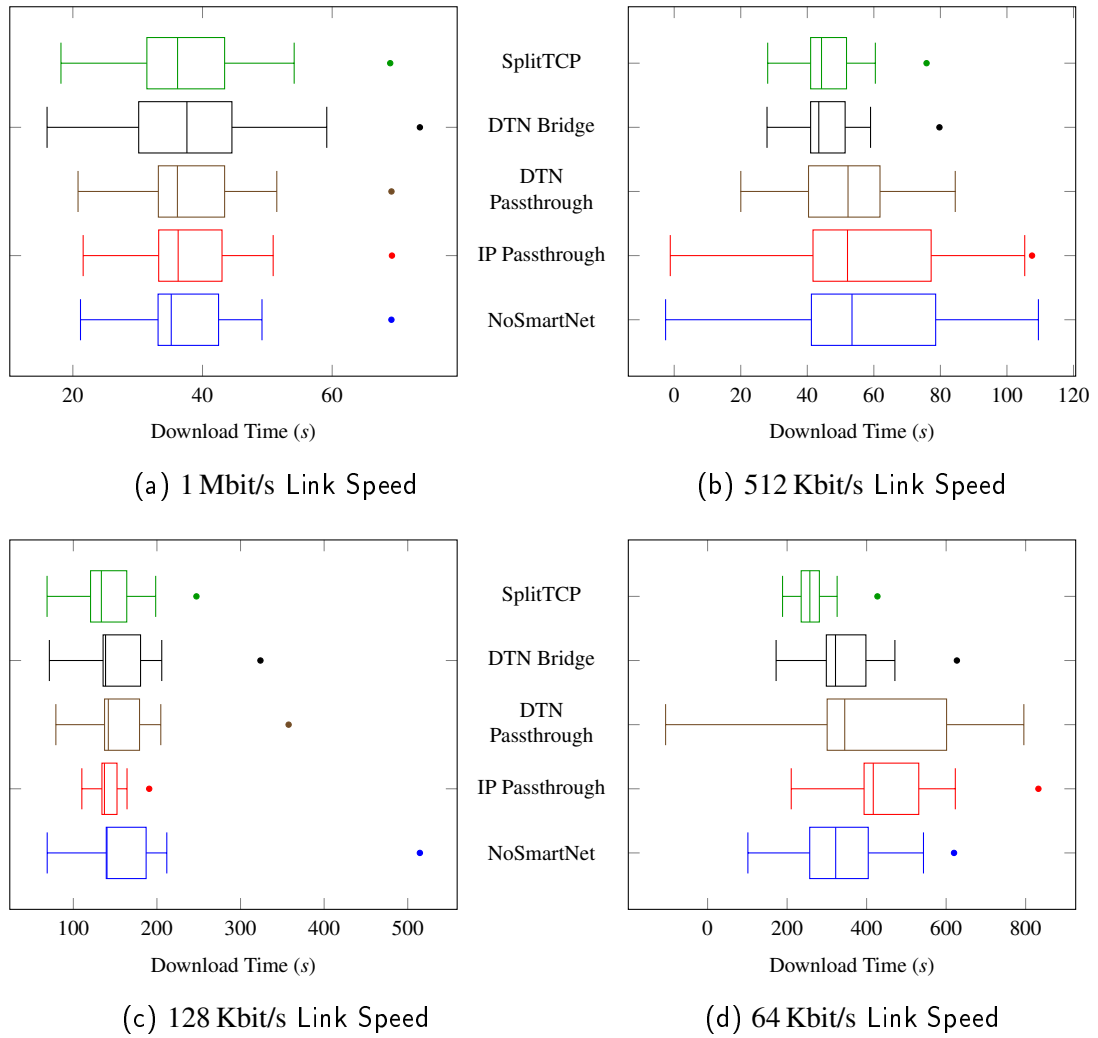 SplitTCP
DTN Bridge
DTN
Passthrough
IP Passthrough
NoSmartNet
20 40 60
Download Time (s)
(a) 1 Mbit/s Link Speed
0 20 40 60 80 100 120
Download Time (s)
(b) 512 Kbit/s Link Speed
SplitTCP
DTN Bridge
DTN
Passthrough
IP Passthrough
NoSmartNet
100 200 300 400 500
Download Time (s)
(c) 128 Kbit/s Link Speed
0 200 400 600 800
Download Time (s)
(d) 64 Kbit/s Link Speed